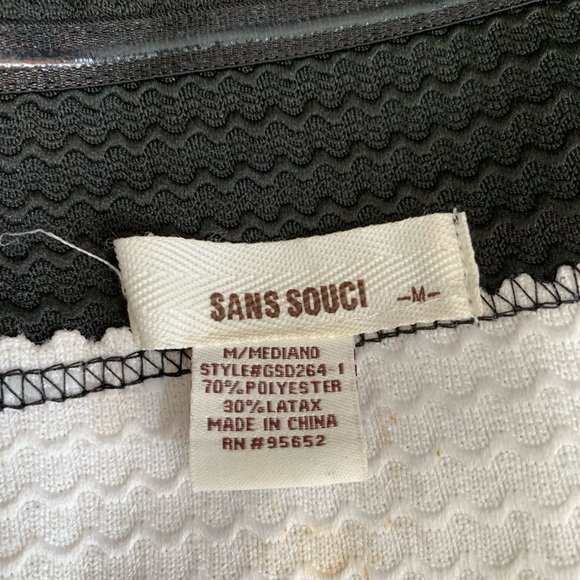 SANS SOUCI -M-
M/MEDIANO
STYLE#GSD264-1
70%POLYESTER
30%LATAX
MADE IN CHINA
RN #95652